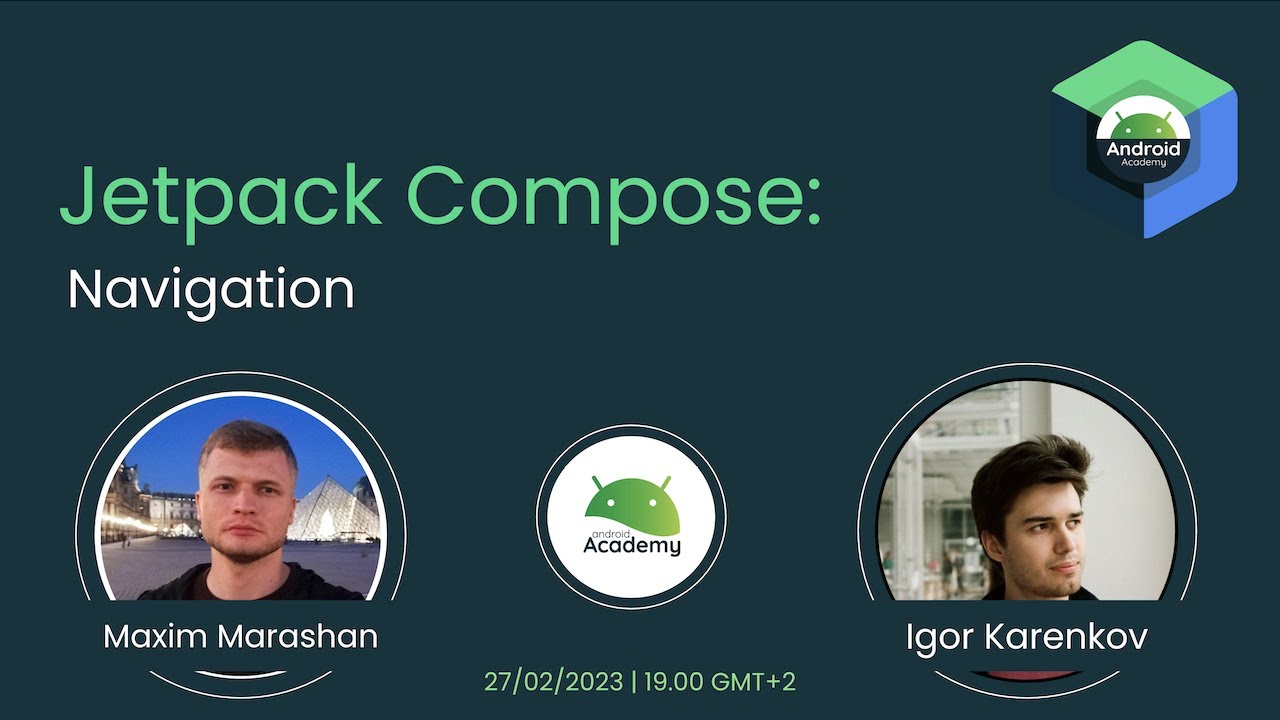 Android
Academy
Jetpack Compose:
Navigation
android
Academy
Maxim Marashan
Igor Karenkov
27/02/2023 | 19.00 GMT+2